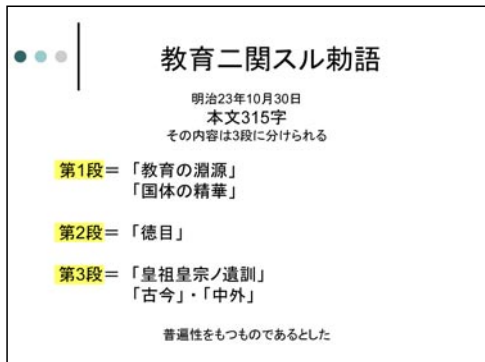 教育ニ関スル勅語
明治23年10月30日
本文315字
その内容は3段に分けられる
第1段＝「教育の淵源」
「国体の精華」
第2段＝「徳目」
第3段＝「皇祖皇宗ノ遺訓」
「古今」・「中外」
普遍性をもつものであるとした